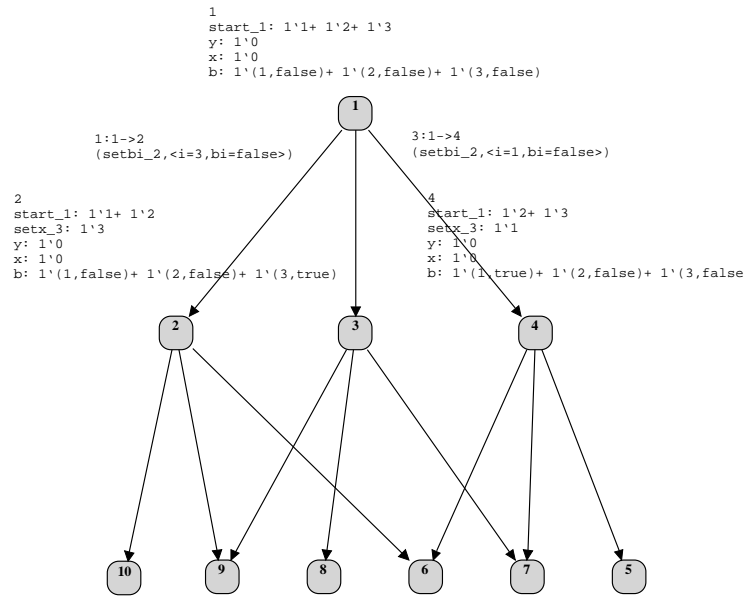 1
start_1: 1`1+ 1`2+ 1`3
y: 1`0
x: 1`0
b: 1`(1,false)+ 1`(2,false)+ 1`(3,false)
1
1:1->2
(setbi_2,<i=3,bi=false>)
3:1->4
(setbi_2,<i=1,bi=false>)
2
start_1: 1`1+ 1`2
setx_3: 1`3
y: 1`0
x: 1`0
b: 1`(1,false)+ 1`(2,false)+ 1`(3,true)
4
start_1: 1`2+ 1`3
setx_3: 1`1
y: 1`0
x: 1`0
b: 1`(1,true)+ 1`(2,false)+ 1`(3,false
2
3
4
10
9
8
6
7
5